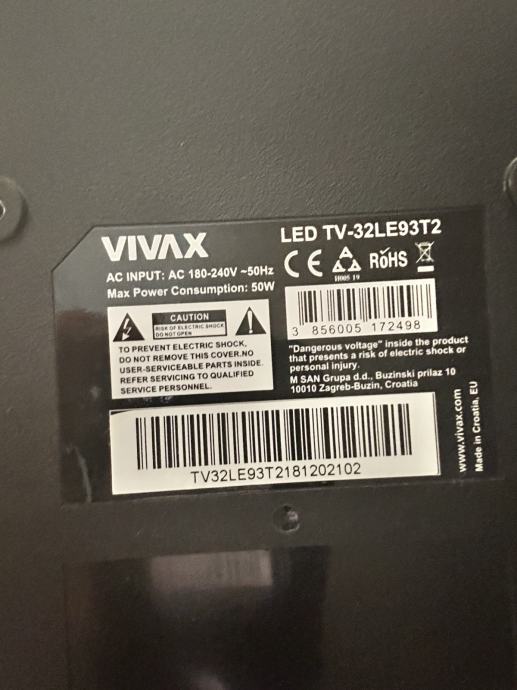 VIVAX
LED TV-32LE93T2
AC INPUT: AC 180-240V ~50Hz
Max Power Consumption: 50W
CE
RoHS
H005 19
CAUTION
RISK OF ELECTRIC SHOCK
DO NOT OPEN
TO PREVENT ELECTRIC SHOCK,
DO NOT REMOVE THIS COVER.NO
USER-SERVICEABLE PARTS INSIDE.
REFER SERVICING TO QUALIFIED
SERVICE PERSONNEL.
3 856005 172498
"Dangerous voltage" inside the product
that presents a risk of electric shock or
personal injury.
M SAN Grupa d.d., Buzinski prilaz 10
10010 Zagreb-Buzin, Croatia
TV32LE93T2181202102
www.vivax.com
Made in Croatia, EU